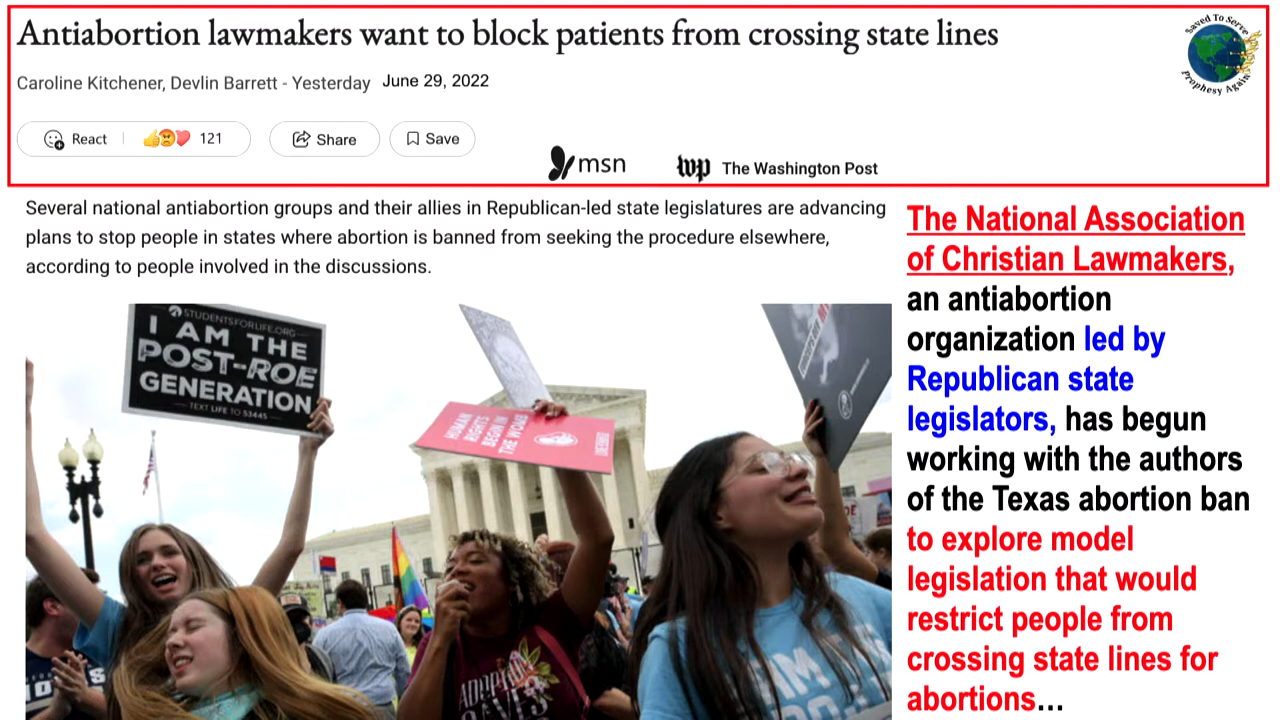 Antiabortion lawmakers want to block patients from crossing state lines
Caroline Kitchener, Devlin Barrett - Yesterday June 29, 2022
React 121 Share Save
msn The Washington Post
Saved To Serve
Prophesy Again
Several national antiabortion groups and their allies in Republican-led state legislatures are advancing
plans to stop people in states where abortion is banned from seeking the procedure elsewhere,
according to people involved in the discussions.
The National Association
of Christian Lawmakers,
an antiabortion
organization led by
Republican state
legislators, has begun
working with the authors
of the Texas abortion ban
to explore model
legislation that would
restrict people from
crossing state lines for
abortions...
STUDENTSFORLIFE.ORG
I AM THE
POST-ROE
GENERATION
TEXT LIFE TO 53445
HUMAN
RIGHTS
BEGIN IN
THE WOMB
ADOPTION